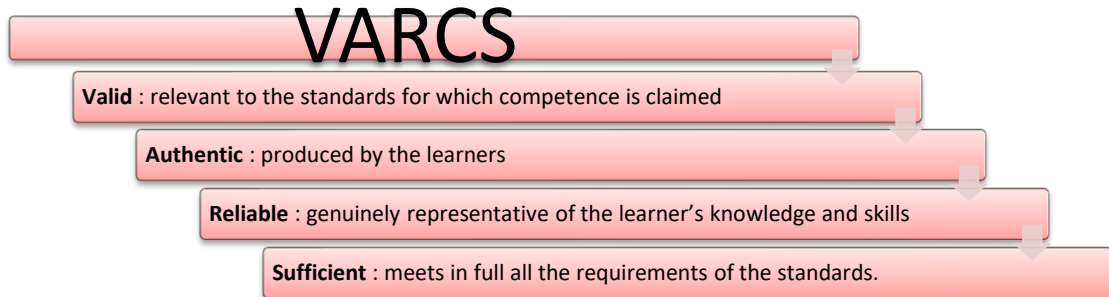 VARCS
Valid : relevant to the standards for which competence is claimed
Authentic : produced by the learners
Reliable : genuinely representative of the learner’s knowledge and skills
Sufficient : meets in full all the requirements of the standards.